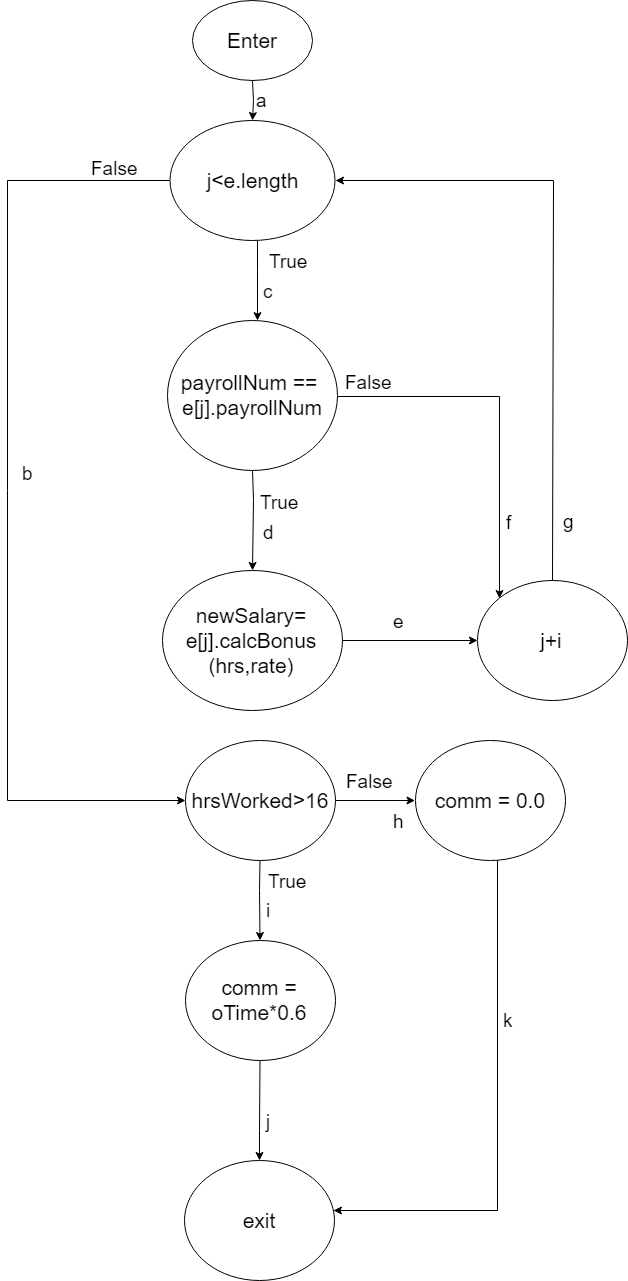 Enter
a
False
j<e.length
True
c
payrollNum ==
e[j].payrollNum
False
b
True
d
f
g
newSalary=
e[j].calcBonus
(hrs,rate)
e
j+i
hrsWorked>16
False
h
comm = 0.0
True
i
comm =
oTime*0.6
k
j
exit